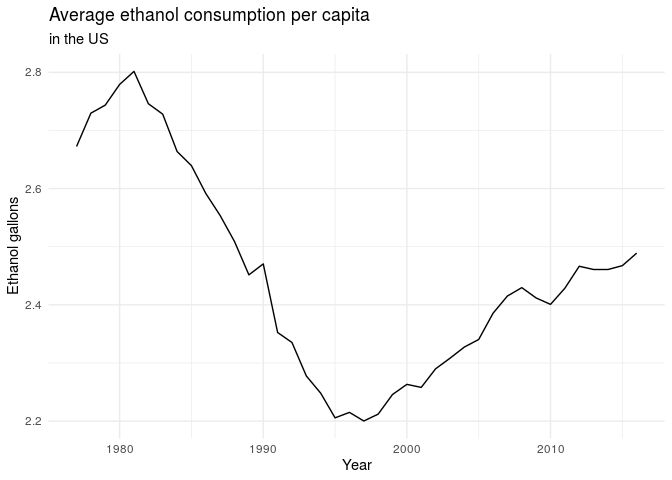 Average ethanol consumption per capita
in the US
2.8
2.6
2.4
2.2
Ethanol gallons
1980 1990 2000 2010
Year